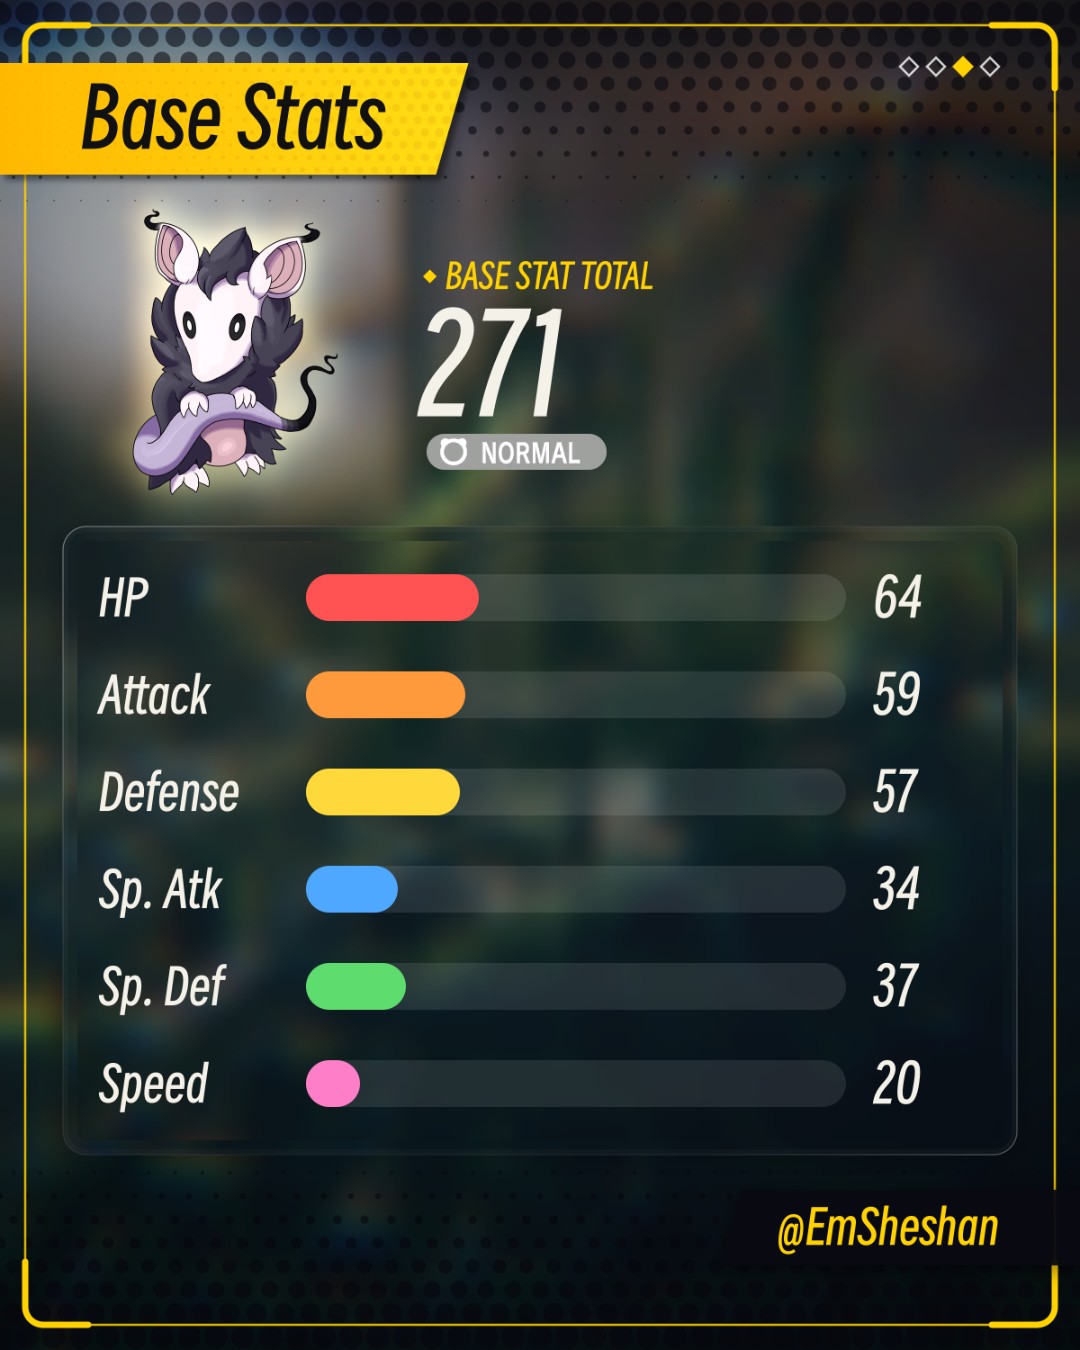 Base Stats
BASE STAT TOTAL
271
NORMAL
HP 64
Attack 59
Defense 57
Sp. Atk 34
Sp. Def 37
Speed 20
@EmSheshan